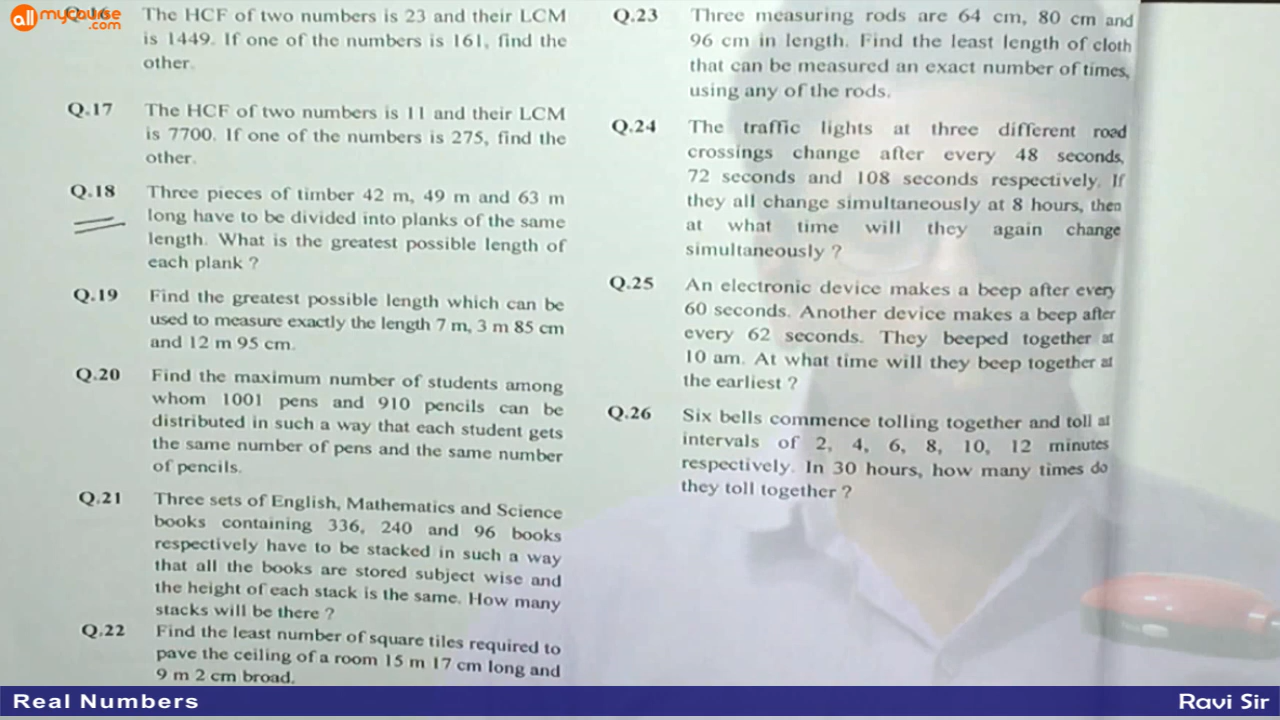 allmycourse
.com
Q.16 The HCF of two numbers is 23 and their LCM
is 1449. If one of the numbers is 161, find the
other.
Q.17 The HCF of two numbers is 11 and their LCM
is 7700. If one of the numbers is 275, find the
other.
Q.18 Three pieces of timber 42 m, 49 m and 63 m
long have to be divided into planks of the same
length. What is the greatest possible length of
each plank ?
Q.19 Find the greatest possible length which can be
used to measure exactly the length 7 m, 3 m 85 cm
and 12 m 95 cm.
Q.20 Find the maximum number of students among
whom 1001 pens and 910 pencils can be
distributed in such a way that each student gets
the same number of pens and the same number
of pencils.
Q.21 Three sets of English, Mathematics and Science
books containing 336, 240 and 96 books
respectively have to be stacked in such a way
that all the books are stored subject wise and
the height of each stack is the same. How many
stacks will be there ?
Q.22 Find the least number of square tiles required to
pave the ceiling of a room 15 m 17 cm long and
9 m 2 cm broad.
Q.23 Three measuring rods are 64 cm, 80 cm and
96 cm in length. Find the least length of cloth
that can be measured an exact number of times,
using any of the rods.
Q.24 The traffic lights at three different road
crossings change after every 48 seconds,
72 seconds and 108 seconds respectively. If
they all change simultaneously at 8 hours, then
at what time will they again change
simultaneously ?
Q.25 An electronic device makes a beep after every
60 seconds. Another device makes a beep after
every 62 seconds. They beeped together at
10 am. At what time will they beep together at
the earliest ?
Q.26 Six bells commence tolling together and toll at
intervals of 2, 4, 6, 8, 10, 12 minutes
respectively. In 30 hours, how many times do
they toll together ?
Real Numbers
Ravi Sir